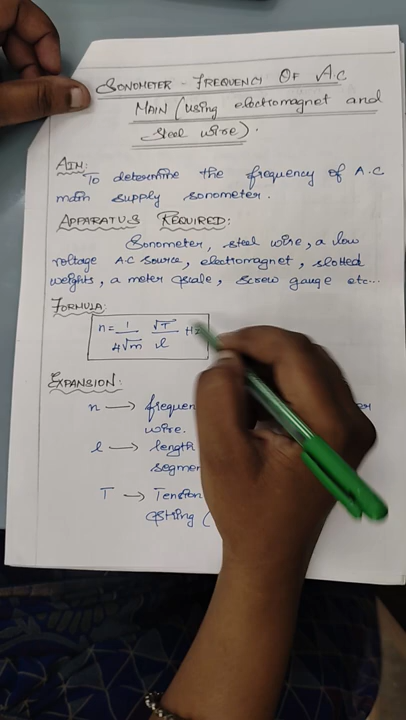 SONOMETER - FREQUENCY OF A.C
MAIN (using electromagnet and
steel wire).
AIM:
To determine the frequency of A.C
main supply sonometer.
APPARATUS REQUIRED:
Sonometer, steel wire, a low
voltage A.C source, electromagnet, slotted
weights, a meter scale, screw gauge etc...
FORMULA:
n = 1/4√m √T/l Hz
EXPANSION:
n → frequen
wire.
l → length
segmen
T → Tension
string (